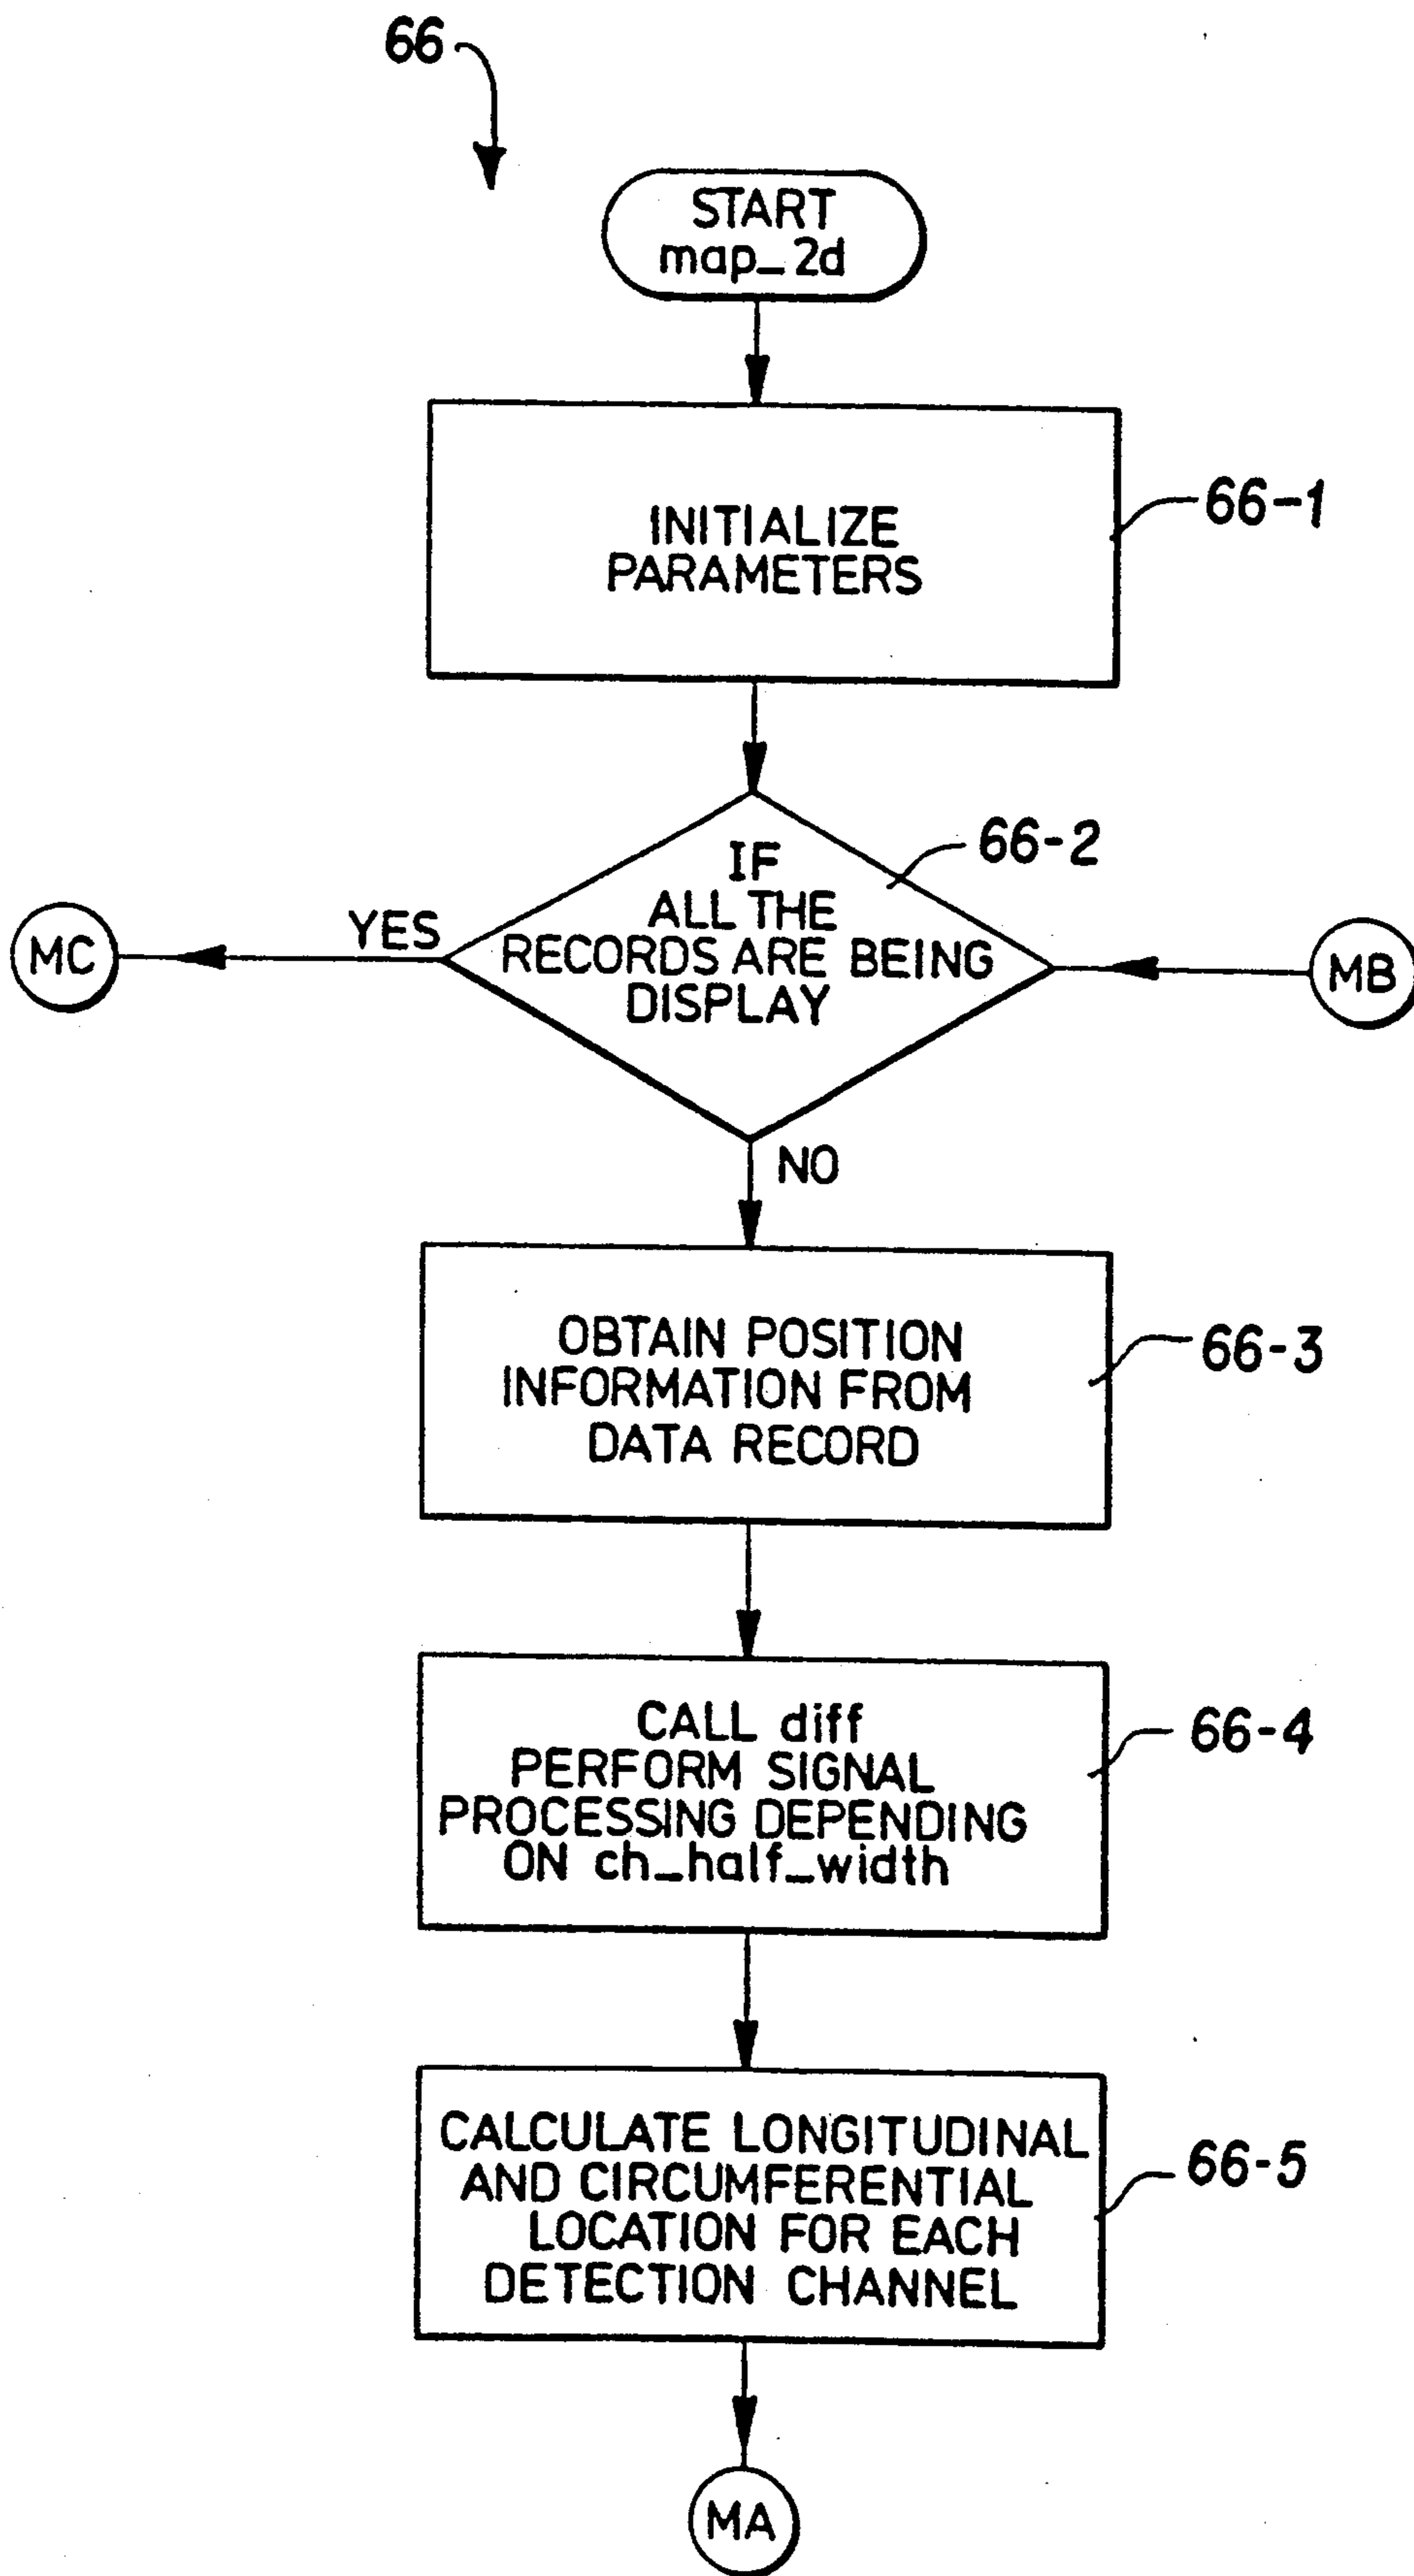 66
START
map_2d
INITIALIZE
PARAMETERS
66-1
IF
ALL THE
RECORDS ARE BEING
DISPLAY
66-2
YES
MC
MB
NO
OBTAIN POSITION
INFORMATION FROM
DATA RECORD
66-3
CALL diff
PERFORM SIGNAL
PROCESSING DEPENDING
ON ch_half_width
66-4
CALCULATE LONGITUDINAL
AND CIRCUMFERENTIAL
LOCATION FOR EACH
DETECTION CHANNEL
66-5
MA